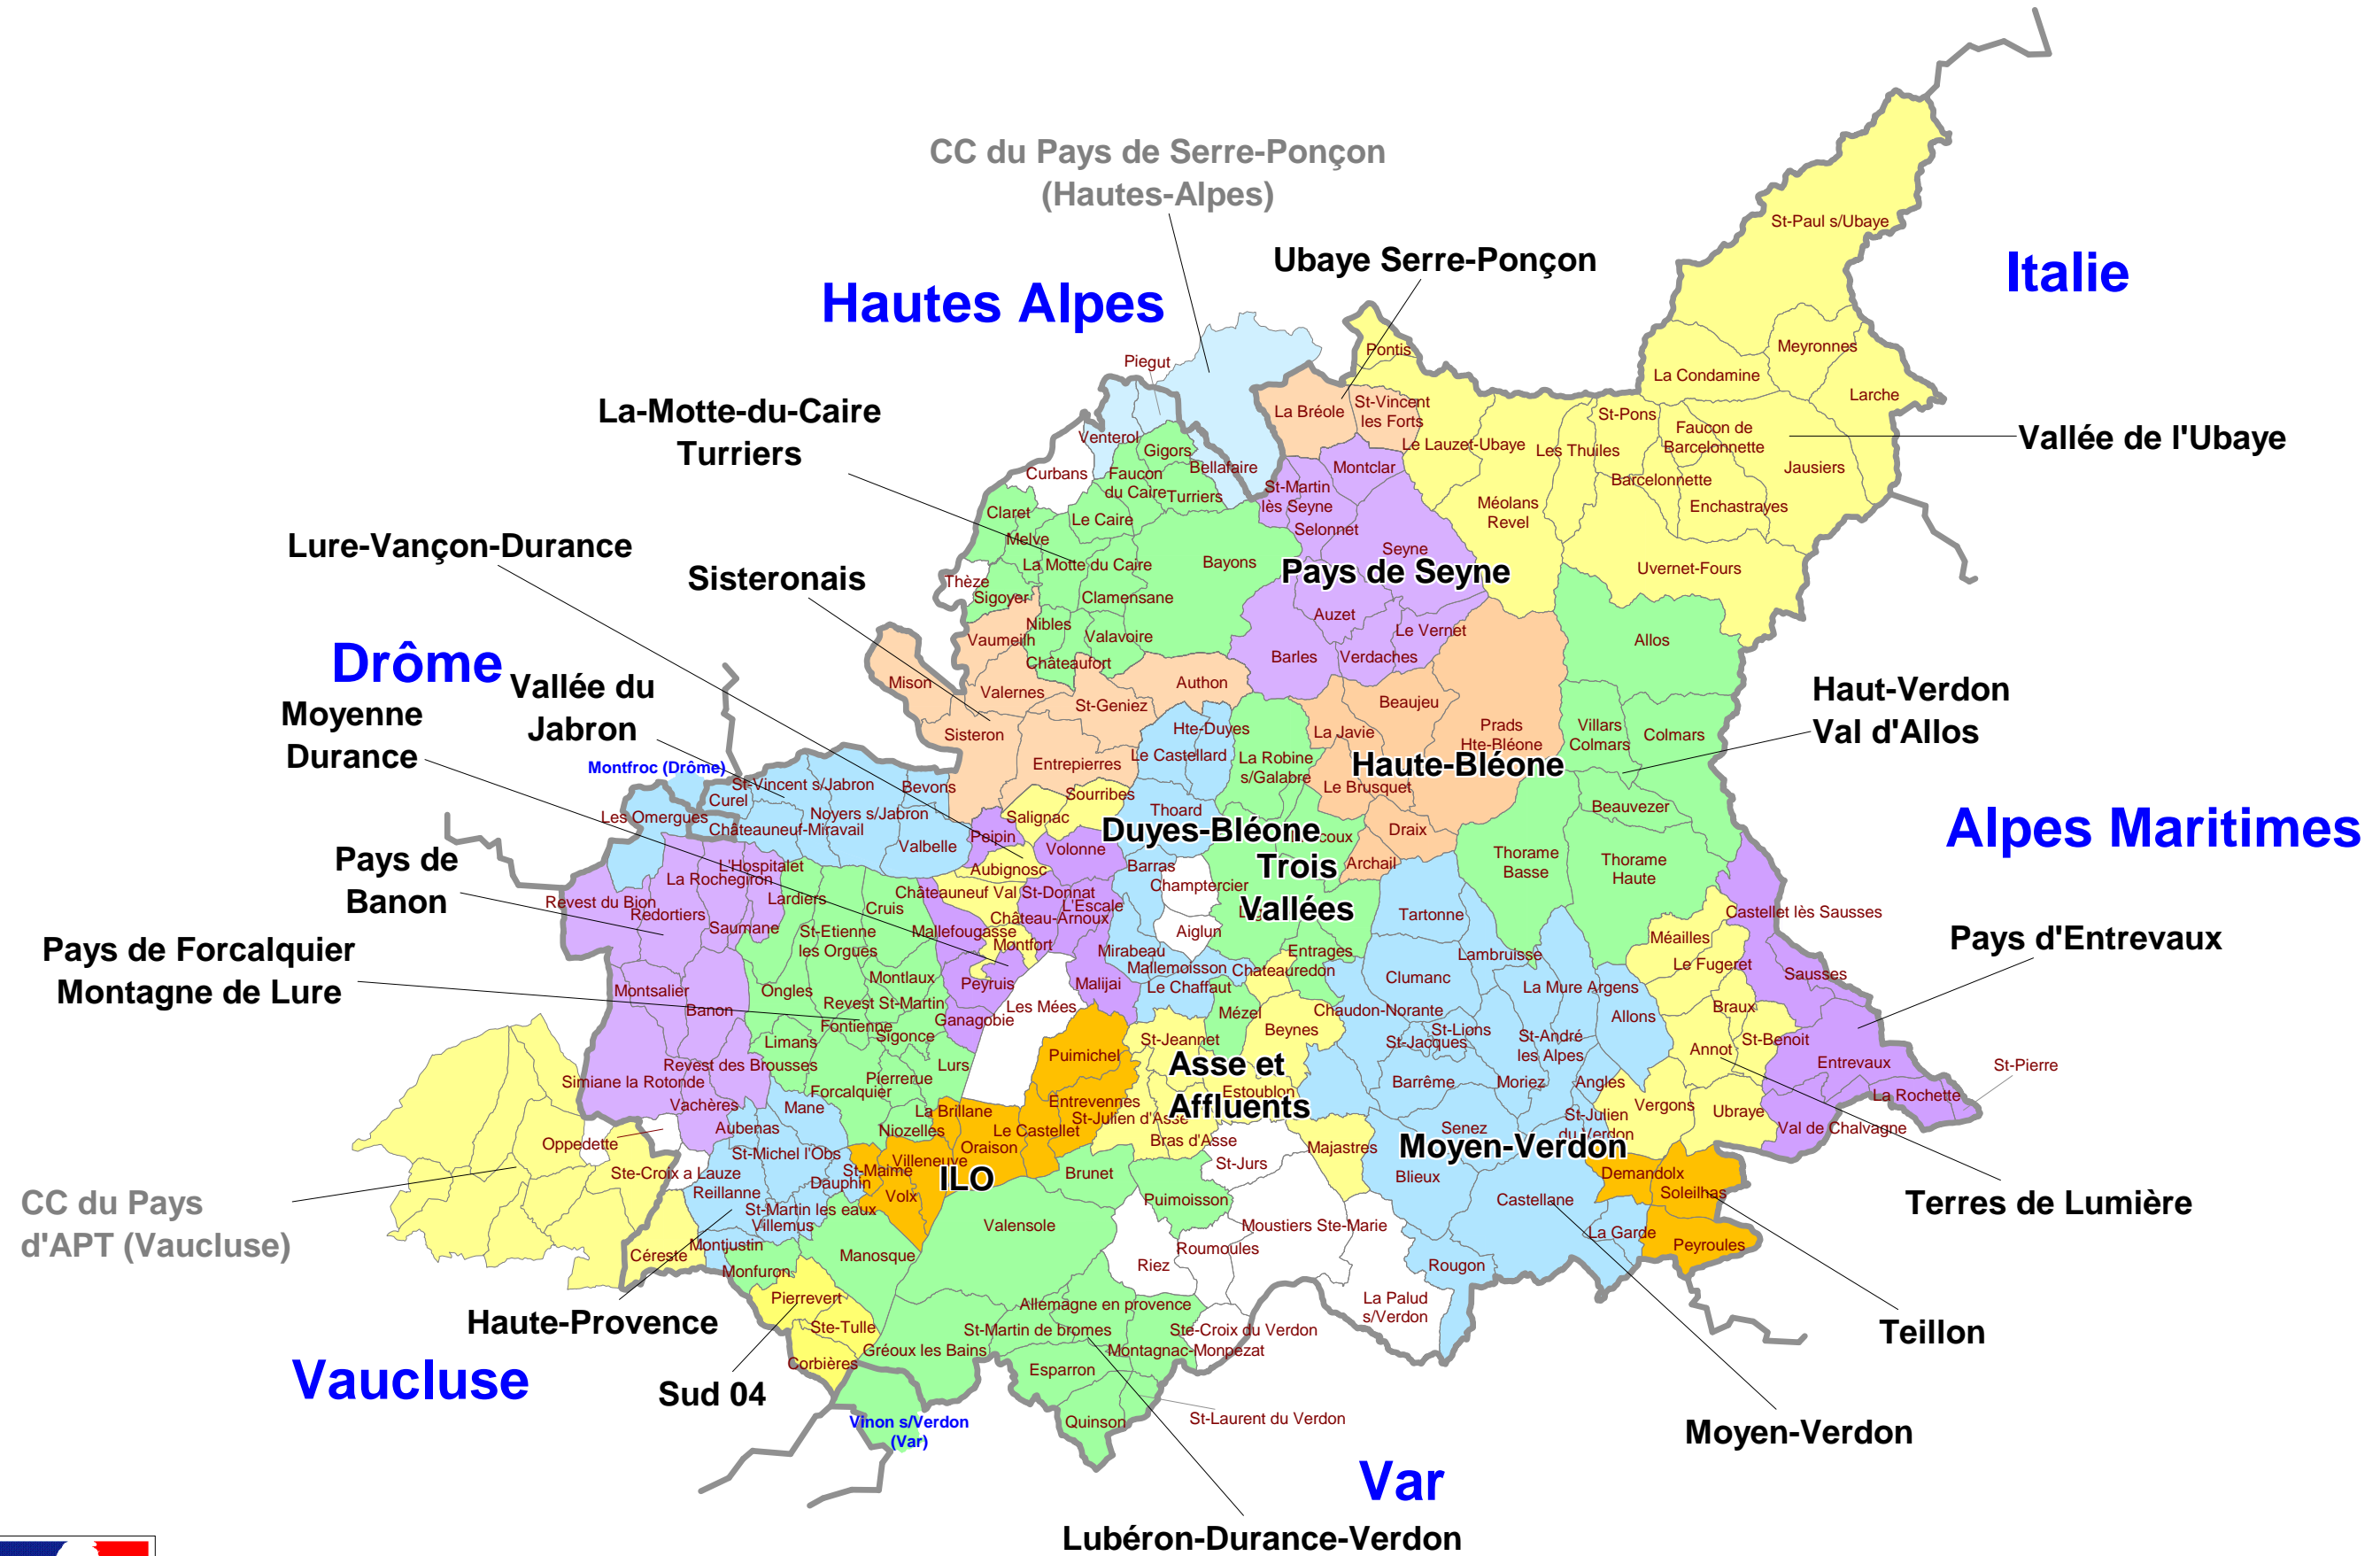 CC du Pays de Serre-Ponçon
(Hautes-Alpes)
St-Paul s/Ubaye
Ubaye Serre-Ponçon
Italie
Hautes Alpes
Pontis
Meyronnes
Piegut
La Condamine
Larche
La-Motte-du-Caire
Turriers
La Bréole
St-Vincent
les Forts
St-Pons
Faucon de
Barcelonnette
Vallée de l'Ubaye
Venterol
Gigors
Le Lauzet-Ubaye
Les Thuiles
Curbans
Faucon
du Caire
Bellafaire
Montclar
Jausiers
Turriers
St-Martin
lès Seyne
Barcelonnette
Claret
Le Caire
Selonnet
Méolans
Revel
Enchastrayes
Lure-Vançon-Durance
Melve
Seyne
La Motte du Caire
Bayons
Pays de Seyne
Uvernet-Fours
Sisteronais
Thèze
Sigoyer
Clamensane
Nibles
Auzet
Vaumeilh
Valavoire
Le Vernet
Allos
Drôme
Châteaufort
Barles
Verdaches
Vallée du
Jabron
Mison
Valernes
Authon
Haut-Verdon
Val d'Allos
Moyenne
Durance
St-Geniez
Beaujeu
Sisteron
Hte-Duyes
La Javie
Prads
Hte-Bléone
Villars
Colmars
Colmars
Montfroc (Drôme)
Entrepierres
Le Castellard
La Robine
s/Galabre
Haute-Bléone
St-Vincent s/Jabron
Bevons
Sourribes
Le Brusquet
Curel
Les Omergues
Noyers s/Jabron
Salignac
Thoard
Beauvezer
Châteauneuf-Miravail
Peipin
Duyes-Bléone
coux
Draix
Alpes Maritimes
Valbelle
Volonne
Pays de
Banon
L'Hospitalet
Aubignosc
Barras
Trois
Vallées
Archail
Thorame
Basse
Thorame
Haute
La Rochegiron
Châteauneuf Val
St-Donnat
Champtercier
Revest du Bion
Lardiers
L'Escale
Redortiers
Cruis
Château-Arnoux
Tartonne
Castellet lès Sausses
Saumane
St-Etienne
les Orgues
Mallefougasse
Aiglun
Méailles
Pays d'Entrevaux
Pays de Forcalquier
Montagne de Lure
Montfort
Mirabeau
Entrages
Lambruisse
Mallemoisson
Chateauredon
Le Fugeret
Sausses
Montlaux
Peyruis
Malijai
Le Chaffaut
Clumanc
La Mure Argens
Montsalier
Ongles
Revest St-Martin
Les Mées
Mézel
Chaudon-Norante
Braux
Banon
Fontienne
Ganagobie
Beynes
Allons
Limans
Sigonce
St-Jeannet
St-Lions
St-Jacques
St-André
les Alpes
St-Benoit
Annot
Puimichel
Revest des Brousses
Lurs
Asse et
Affluents
Entrevaux
St-Pierre
Simiane la Rotonde
Pierrerue
Forcalquier
Estoublon
Barrême
Moriez
Angles
La Rochette
Vachères
Mane
La Brillane
Entrevennes
St-Julien d'Asse
St-Julien
du Verdon
Vergons
Ubraye
Aubenas
Niozelles
Le Castellet
Senez
Val de Chalvagne
Oppedette
Oraison
Bras d'Asse
Majastres
Moyen-Verdon
St-Michel l'Obs
Villeneuve
St-Jurs
Ste-Croix a Lauze
St-Maime
ILO
Brunet
Blieux
Demandolx
Dauphin
Reillanne
Volx
Puimoisson
Castellane
Soleilhas
Terres de Lumière
CC du Pays
d'APT (Vaucluse)
St-Martin les eaux
Villemus
Valensole
Moustiers Ste-Marie
La Garde
Montjustin
Céreste
Manosque
Roumoules
Peyroules
Monfuron
Riez
Rougon
Pierrevert
Allemagne en provence
La Palud
s/Verdon
Haute-Provence
Ste-Tulle
St-Martin de bromes
Ste-Croix du Verdon
Teillon
Gréoux les Bains
Montagnac-Monpezat
Corbières
Esparron
Vaucluse
Sud 04
Vinon s/Verdon
(Var)
Quinson
St-Laurent du Verdon
Moyen-Verdon
Var
Lubéron-Durance-Verdon